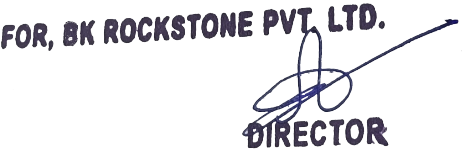 FOR, BK ROCKSTONE PVT. LTD.
DIRECTOR